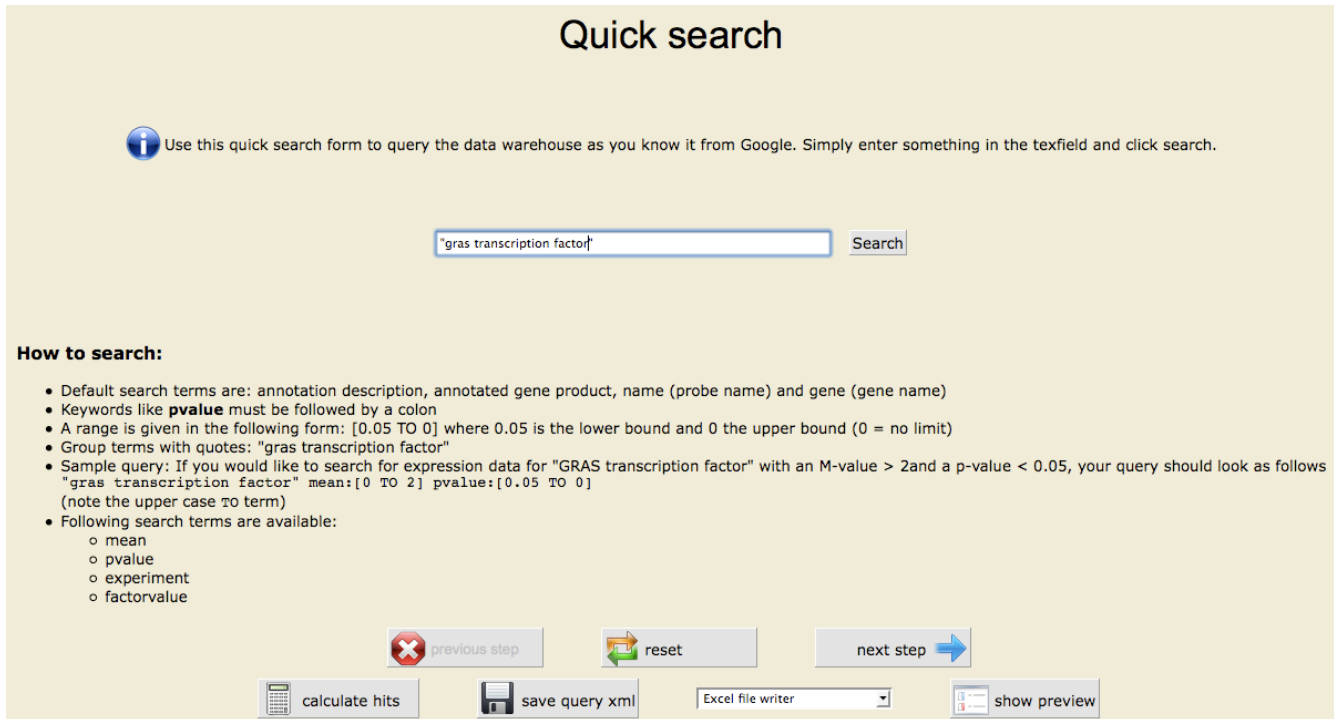 Quick search
Use this quick search form to query the data warehouse as you know it from Google. Simply enter something in the texfield and click search.
"gras transcription factor"
Search
How to search:
• Default search terms are: annotation description, annotated gene product, name (probe name) and gene (gene name)
• Keywords like pvalue must be followed by a colon
• A range is given in the following form: [0.05 TO 0] where 0.05 is the lower bound and 0 the upper bound (0 = no limit)
• Group terms with quotes: "gras transcription factor"
• Sample query: If you would like to search for expression data for "GRAS transcription factor" with an M-value > 2and a p-value < 0.05, your query should look as follows
"gras transcription factor" mean:[0 TO 2] pvalue:[0.05 TO 0]
(note the upper case TO term)
• Following search terms are available:
○ mean
○ pvalue
○ experiment
○ factorvalue
previous step
reset
next step
calculate hits
save query xml
Excel file writer
show preview